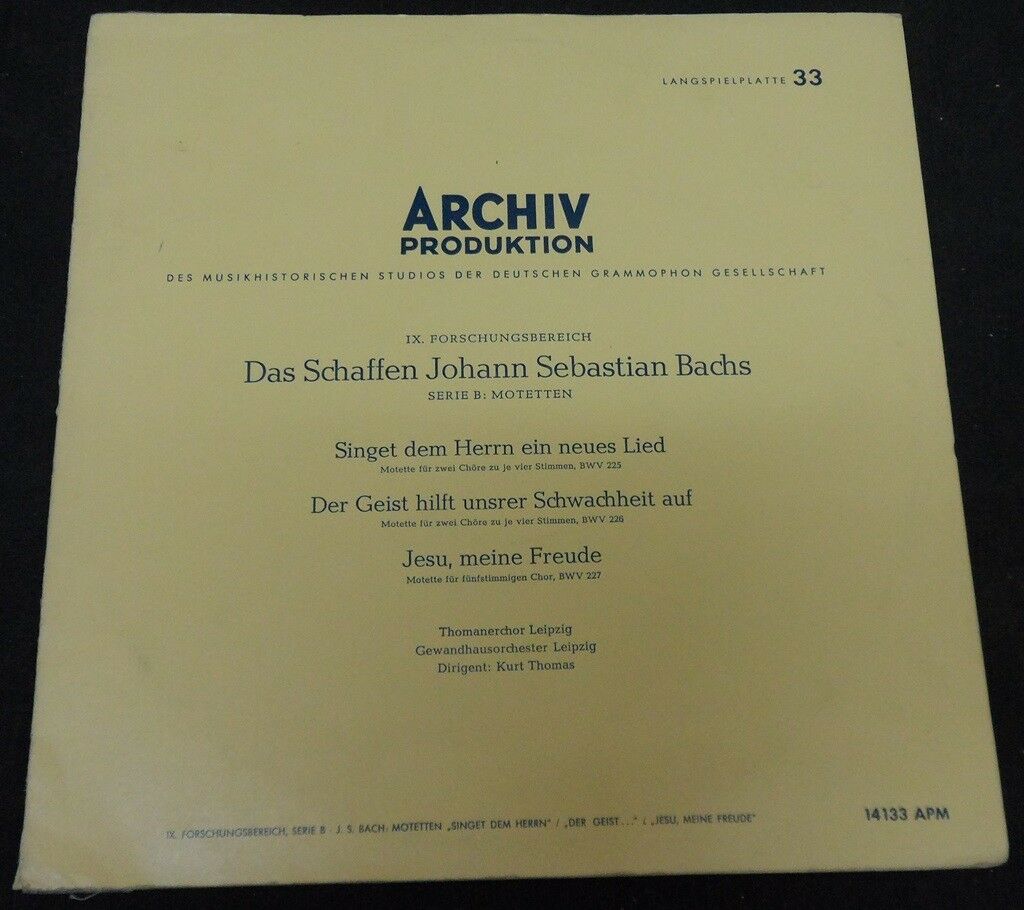 LANGSPIELPLATTE 33
ARCHIV
PRODUKTION
DES MUSIKHISTORISCHEN STUDIOS DER DEUTSCHEN GRAMMOPHON GESELLSCHAFT
IX. FORSCHUNGSBEREICH
Das Schaffen Johann Sebastian Bachs
SERIE B: MOTETTEN
Singet dem Herrn ein neues Lied
Motette für zwei Chöre zu je vier Stimmen, BWV 225
Der Geist hilft unsrer Schwachheit auf
Motette für zwei Chöre zu je vier Stimmen, BWV 226
Jesu, meine Freude
Motette für fünfstimmigen Chor, BWV 227
Thomanerchor Leipzig
Gewandhausorchester Leipzig
Dirigent: Kurt Thomas
14133 APM
IX. FORSCHUNGSBEREICH, SERIE B · J. S. BACH: MOTETTEN „SINGET DEM HERRN" / „DER GEIST..." / „JESU, MEINE FREUDE"